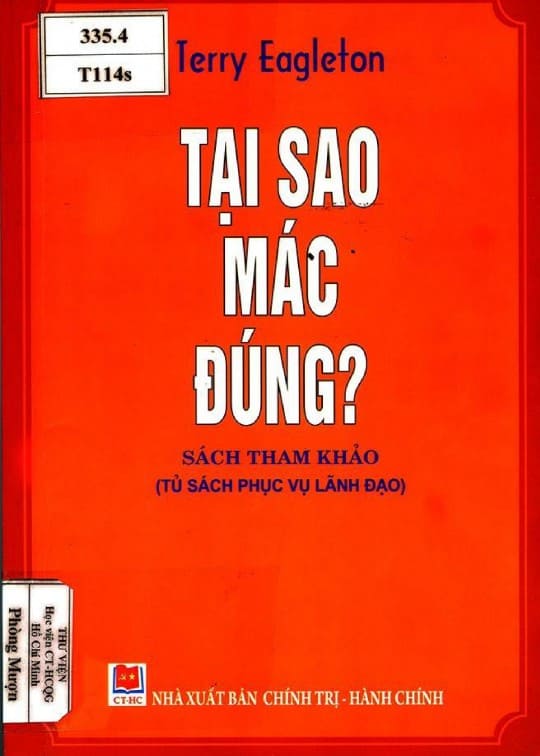 335.4
T114s
Terry Eagleton
TẠI SAO
MÁC
ĐÚNG?
SÁCH THAM KHẢO
(TỦ SÁCH PHỤC VỤ LÃNH ĐẠO)
THƯ VIỆN
Học viện CT-HCQG
Hồ Chí Minh
Phòng Mượn
CT-HC
NHÀ XUẤT BẢN CHÍNH TRỊ - HÀNH CHÍNH